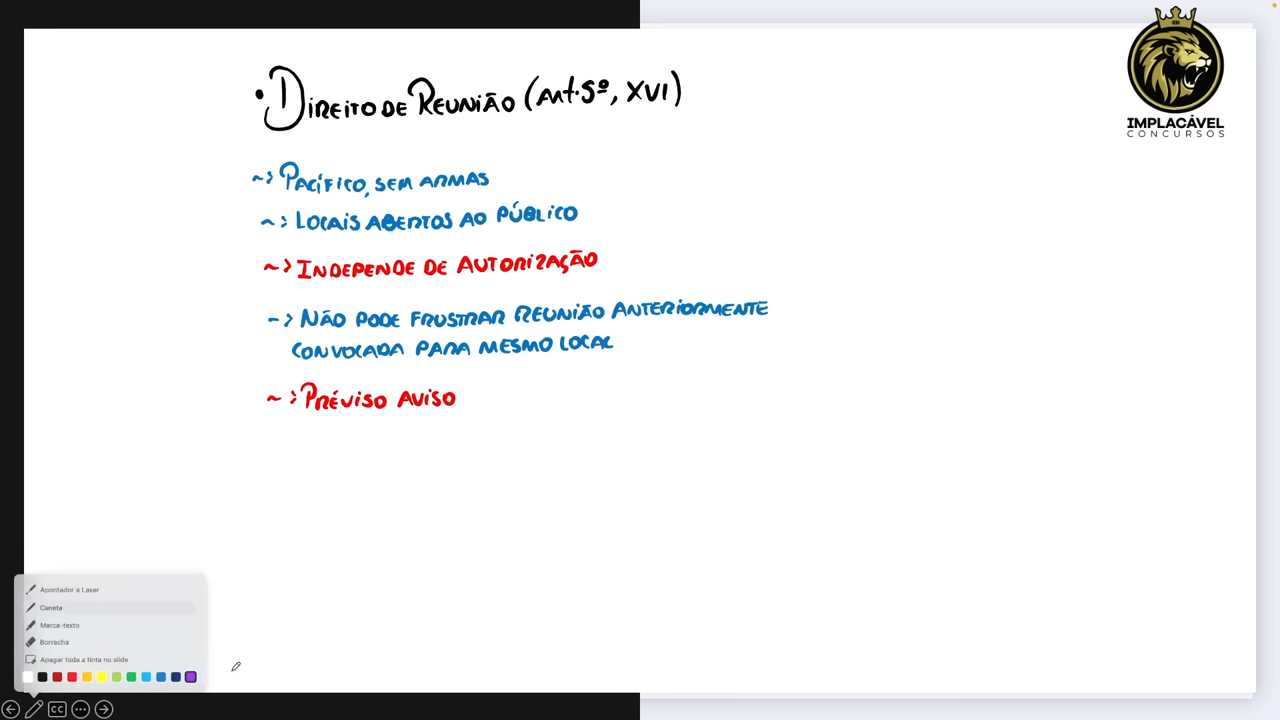 IMPLACÁVEL
CONCURSOS
• DIREITO DE REUNIÃO (Art. 5º, XVI)
~> PACÍFICO, SEM ARMAS
~> LOCAIS ABERTOS AO PÚBLICO
~> INDEPENDE DE AUTORIZAÇÃO
-> NÃO PODE FRUSTRAR REUNIÃO ANTERIORMENTE
CONVOCADA PARA MESMO LOCAL
~> PRÉVISO AVISO
Apontador a Laser
Caneta
Marca-texto
Borracha
Apagar toda a tinta no slide
CC